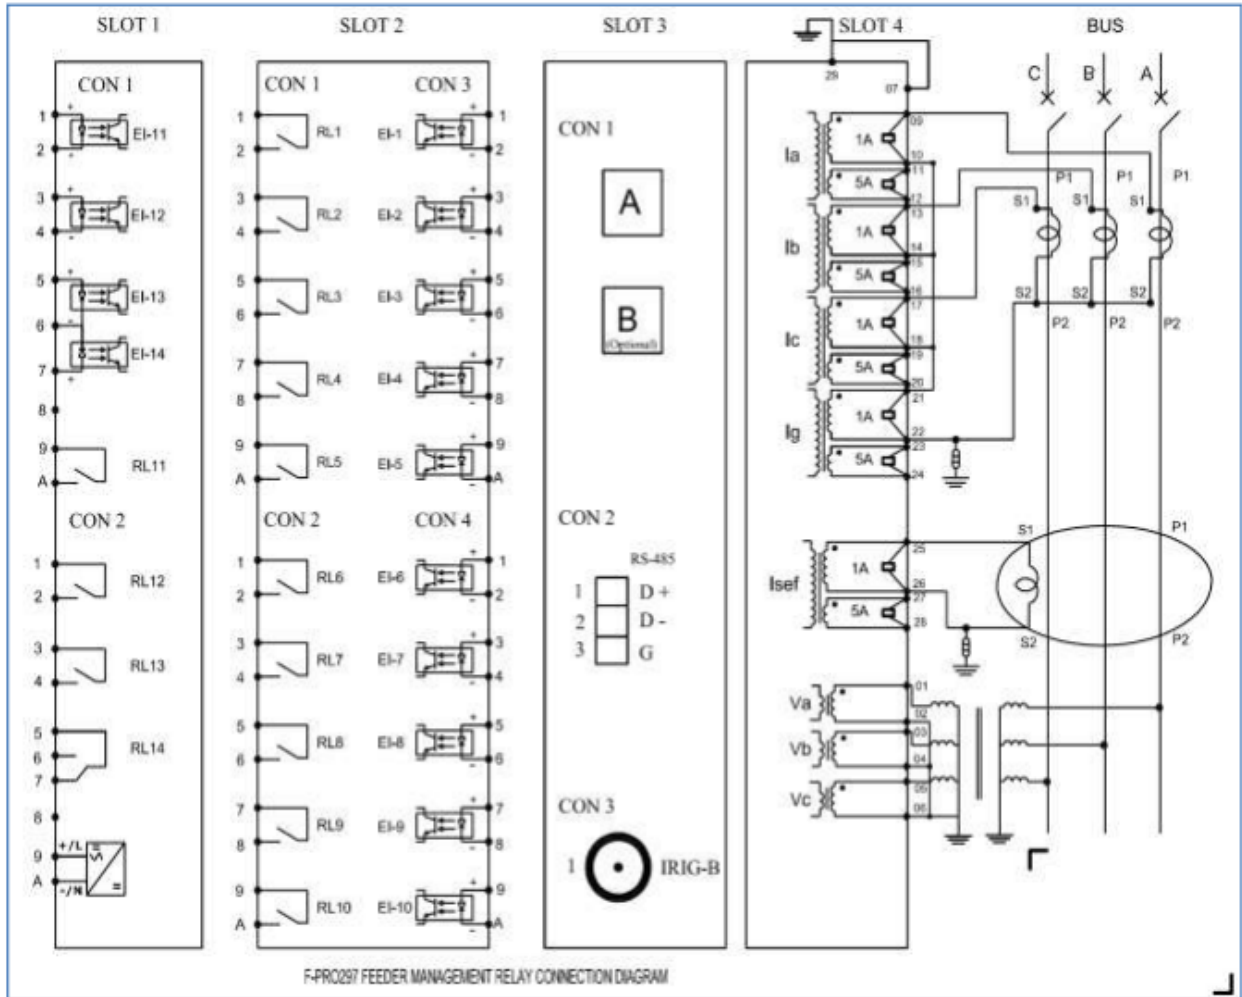 SLOT 1
SLOT 2
SLOT 3
SLOT 4
BUS
CON 1
1
+
EI-11
2
3
+
EI-12
4
-
5
+
EI-13
6
-
EI-14
7
+
8
9
RL11
A
CON 2
1
RL12
2
3
RL13
4
5
6
RL14
7
8
9
+/L
A
-/N
CON 1
1
RL1
2
3
RL2
4
5
RL3
6
7
RL4
8
9
RL5
A
CON 2
1
RL6
2
3
RL7
4
5
RL8
6
7
RL9
8
9
RL10
A
CON 3
EI-1
+
1
-
2
EI-2
+
3
-
4
EI-3
+
5
-
6
EI-4
+
7
-
8
EI-5
+
9
-
A
CON 4
EI-6
+
1
-
2
EI-7
+
3
-
4
EI-8
+
5
-
6
EI-9
+
7
-
8
EI-10
+
9
-
A
CON 1
A
B
(Optional)
CON 2
RS-485
1
D +
2
D -
3
G
CON 3
1
IRIG-B
29
07
Ia
1A
5A
09
10
11
12
Ib
1A
5A
13
14
15
16
Ic
1A
5A
17
18
19
20
Ig
1A
5A
21
22
23
24
Isef
1A
5A
25
26
27
28
Va
01
02
Vb
03
04
Vc
06
C
B
A
P1
P1
P1
S1
S1
S1
S2
S2
S2
P2
P2
P2
S1
P1
S2
P2
F-PRO297 FEEDER MANAGEMENT RELAY CONNECTION DIAGRAM